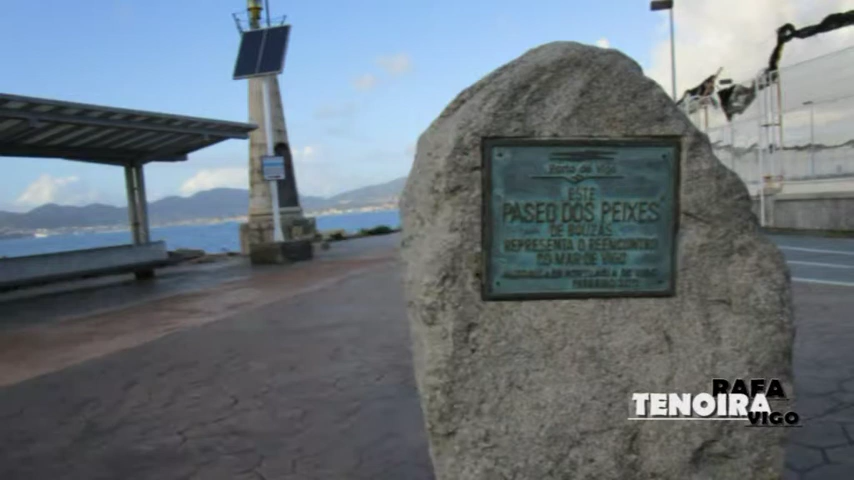 Porto de Vigo
ESTE
PASEO DOS PEIXES
DE BOUZAS
REPRESENTA O REENCONTRO
DO MAR DE VIGO
RAFA
TENOIRA
VIGO